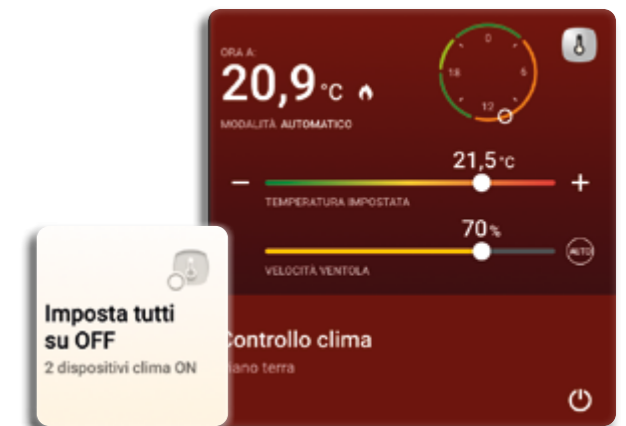 ORA A:
20,9 °C
MODALITÀ AUTOMATICO
0
18
6
12
21,5 °C
− +
TEMPERATURA IMPOSTATA
70 %
AUTO
VELOCITÀ VENTOLA
Imposta tutti
su OFF
2 dispositivi clima ON
Controllo clima
iano terra